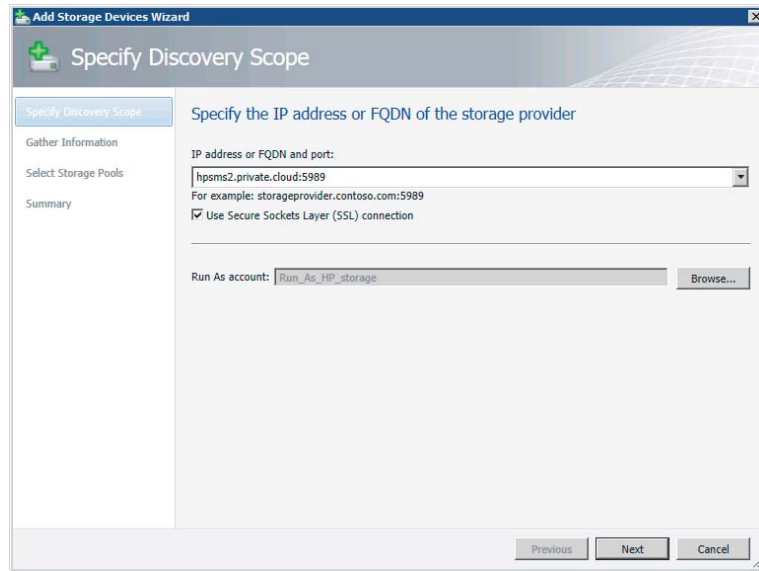 Add Storage Devices Wizard
Specify Discovery Scope
Specify Discovery Scope
Gather Information
Select Storage Pools
Summary
Specify the IP address or FQDN of the storage provider
IP address or FQDN and port:
hpsms2.private.cloud:5989
For example: storageprovider.contoso.com:5989
Use Secure Sockets Layer (SSL) connection
Run As account: Run_As_HP_storage Browse...
Previous Next Cancel